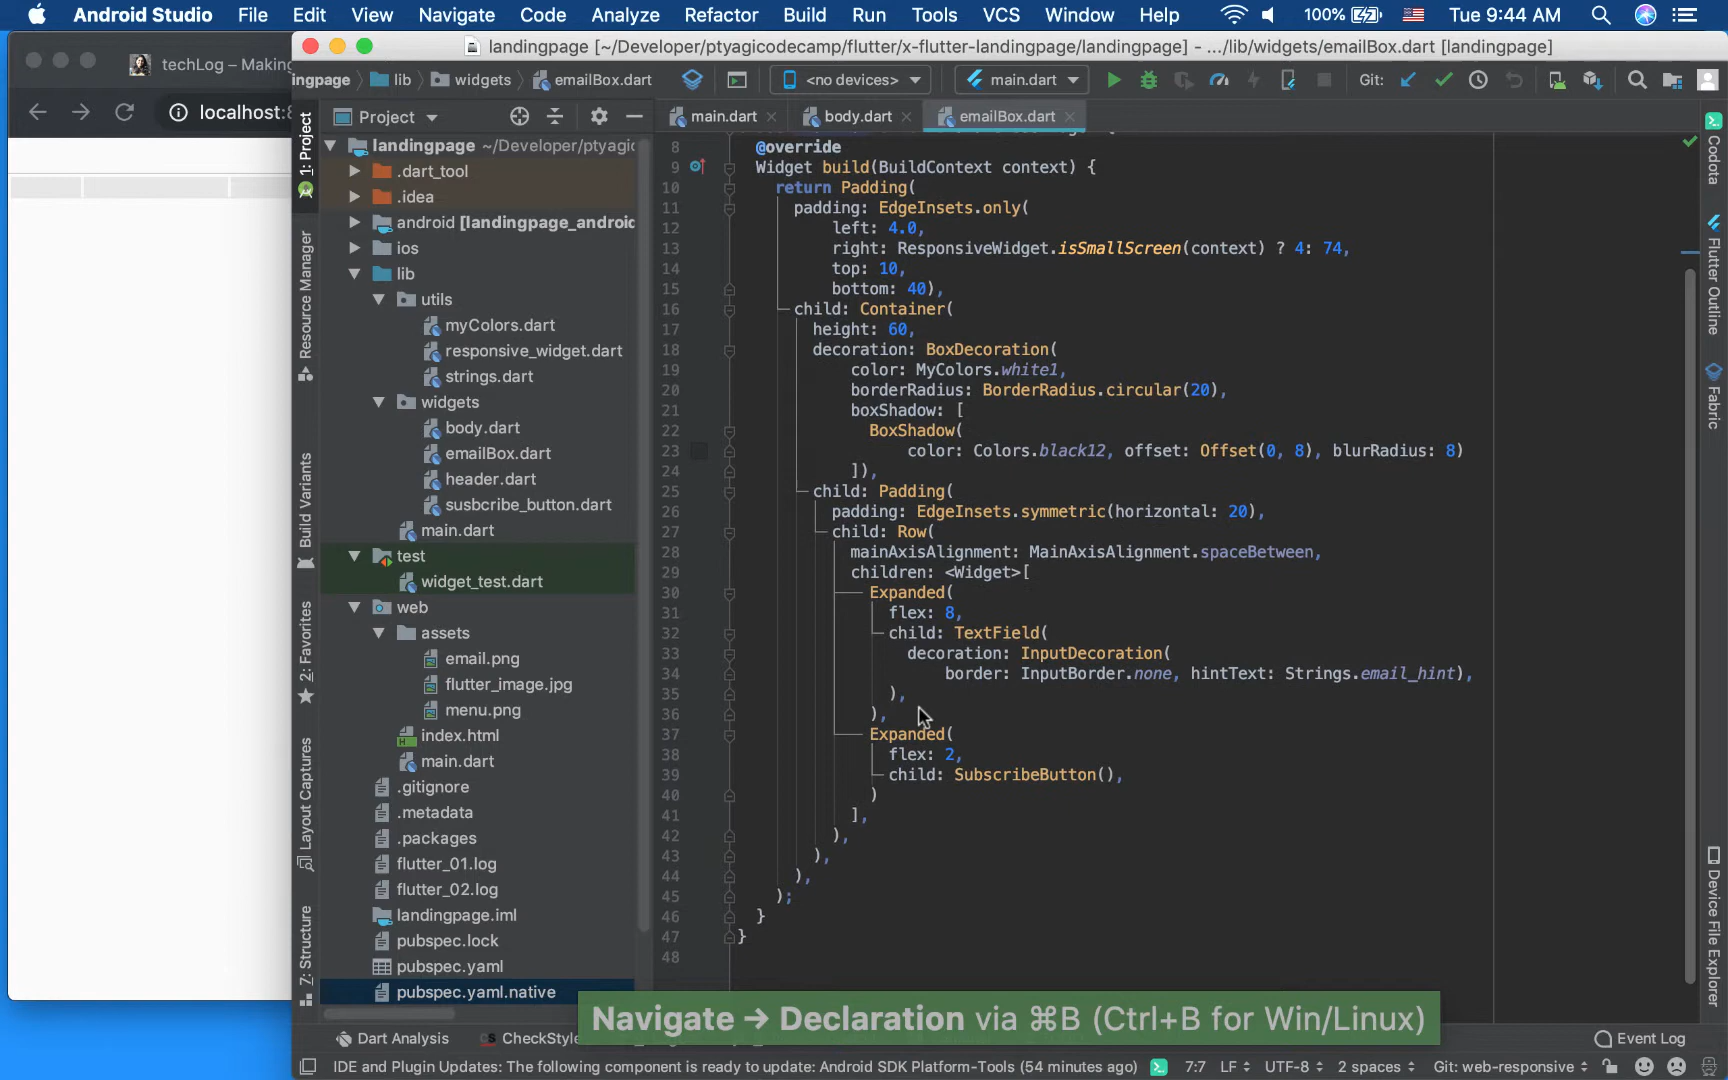 Android Studio File Edit View Navigate Code Analyze Refactor Build Run Tools VCS Window Help 100% Tue 9:44 AM
landingpage [~/Developer/ptyagicodecamp/flutter/x-flutter-landingpage/landingpage] - .../lib/widgets/emailBox.dart [landingpage]
techLog – Making
ingpage lib widgets emailBox.dart <no devices> main.dart Git:
localhost:8
Project
main.dart body.dart emailBox.dart
landingpage ~/Developer/ptyagic
.dart_tool
.idea
android [landingpage_android
ios
lib
utils
myColors.dart
responsive_widget.dart
strings.dart
widgets
body.dart
emailBox.dart
header.dart
susbcribe_button.dart
main.dart
test
widget_test.dart
web
assets
email.png
flutter_image.jpg
menu.png
index.html
main.dart
.gitignore
.metadata
.packages
flutter_01.log
flutter_02.log
landingpage.iml
pubspec.lock
pubspec.yaml
pubspec.yaml.native
1: Project
Resource Manager
Build Variants
2: Favorites
Layout Captures
Z: Structure
8 @override
9 Widget build(BuildContext context) {
10 return Padding(
11 padding: EdgeInsets.only(
12 left: 4.0,
13 right: ResponsiveWidget.isSmallScreen(context) ? 4: 74,
14 top: 10,
15 bottom: 40),
16 child: Container(
17 height: 60,
18 decoration: BoxDecoration(
19 color: MyColors.white1,
20 borderRadius: BorderRadius.circular(20),
21 boxShadow: [
22 BoxShadow(
23 color: Colors.black12, offset: Offset(0, 8), blurRadius: 8)
24 ]),
25 child: Padding(
26 padding: EdgeInsets.symmetric(horizontal: 20),
27 child: Row(
28 mainAxisAlignment: MainAxisAlignment.spaceBetween,
29 children: <Widget>[
30 Expanded(
31 flex: 8,
32 child: TextField(
33 decoration: InputDecoration(
34 border: InputBorder.none, hintText: Strings.email_hint),
35 ),
36 ),
37 Expanded(
38 flex: 2,
39 child: SubscribeButton(),
40 )
41 ],
42 ),
43 ),
44 ),
45 );
46 }
47 }
48
Codota
Flutter Outline
Fabric
Device File Explorer
Navigate → Declaration via ⌘B (Ctrl+B for Win/Linux)
Dart Analysis CheckStyle Event Log
IDE and Plugin Updates: The following component is ready to update: Android SDK Platform-Tools (54 minutes ago) 7:7 LF UTF-8 2 spaces Git: web-responsive